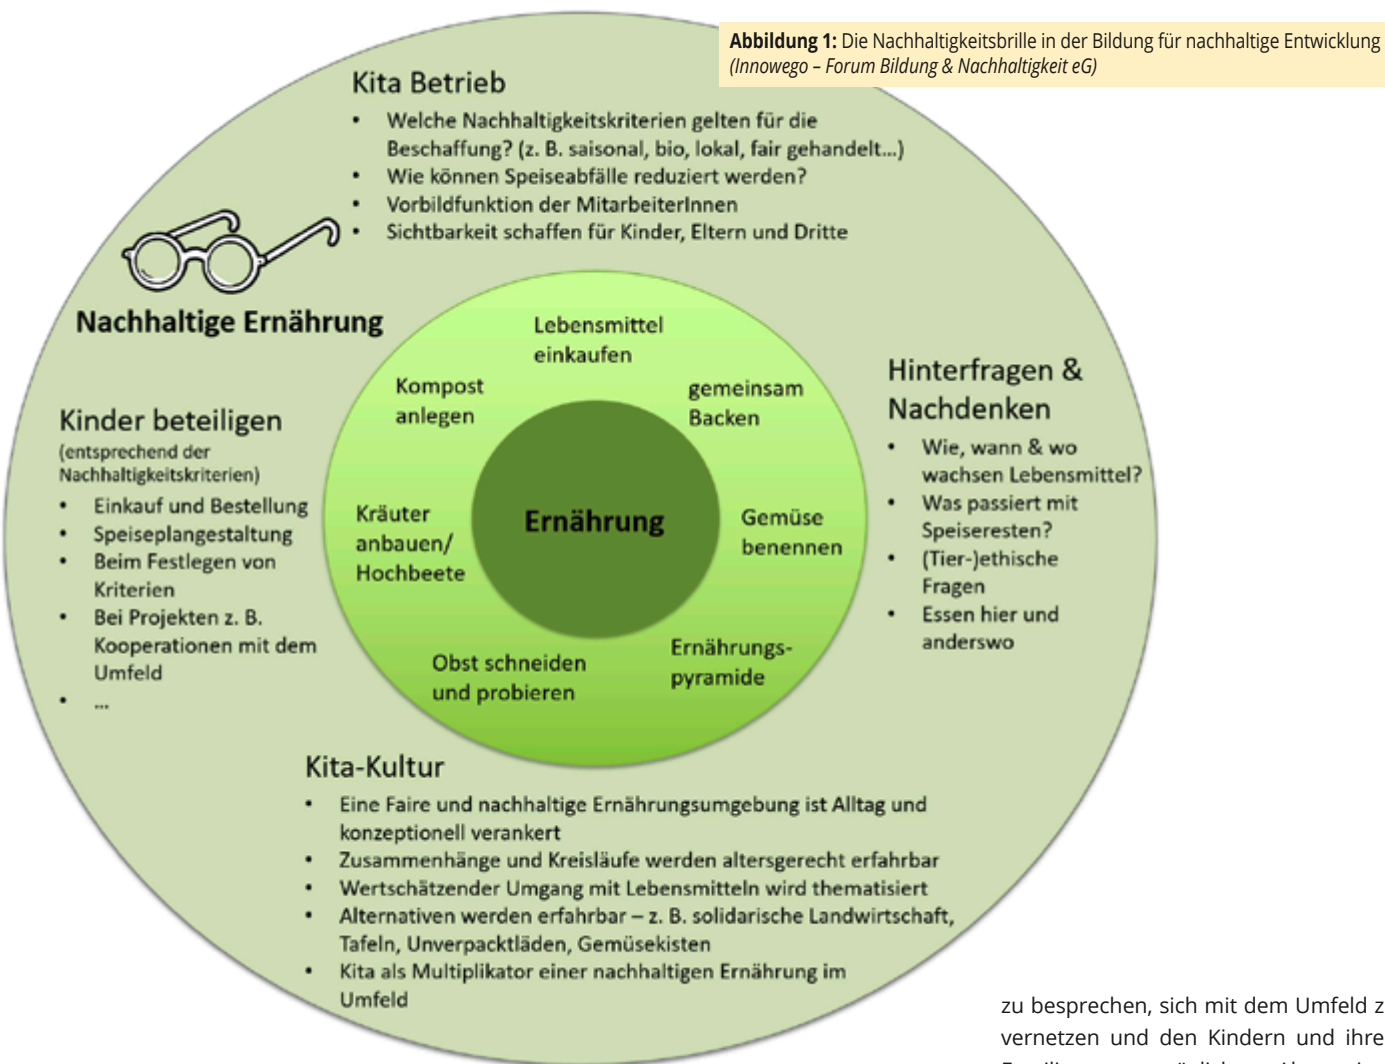 Abbildung 1: Die Nachhaltigkeitsbrille in der Bildung für nachhaltige Entwicklung
(Innowego – Forum Bildung & Nachhaltigkeit eG)
Kita Betrieb
• Welche Nachhaltigkeitskriterien gelten für die
Beschaffung? (z. B. saisonal, bio, lokal, fair gehandelt...)
• Wie können Speiseabfälle reduziert werden?
• Vorbildfunktion der MitarbeiterInnen
• Sichtbarkeit schaffen für Kinder, Eltern und Dritte
Nachhaltige Ernährung
Kinder beteiligen
(entsprechend der
Nachhaltigkeitskriterien)
• Einkauf und Bestellung
• Speiseplangestaltung
• Beim Festlegen von
Kriterien
• Bei Projekten z. B.
Kooperationen mit dem
Umfeld
• ...
Lebensmittel
einkaufen
gemeinsam
Backen
Gemüse
benennen
Ernährungs-
pyramide
Obst schneiden
und probieren
Kräuter
anbauen/
Hochbeete
Kompost
anlegen
Ernährung
Hinterfragen &
Nachdenken
• Wie, wann & wo
wachsen Lebensmittel?
• Was passiert mit
Speiseresten?
• (Tier-)ethische
Fragen
• Essen hier und
anderswo
Kita-Kultur
• Eine Faire und nachhaltige Ernährungsumgebung ist Alltag und
konzeptionell verankert
• Zusammenhänge und Kreisläufe werden altersgerecht erfahrbar
• Wertschätzender Umgang mit Lebensmitteln wird thematisiert
• Alternativen werden erfahrbar – z. B. solidarische Landwirtschaft,
Tafeln, Unverpacktläden, Gemüsekisten
• Kita als Multiplikator einer nachhaltigen Ernährung im
Umfeld
zu besprechen, sich mit dem Umfeld z
vernetzen und den Kindern und ihre